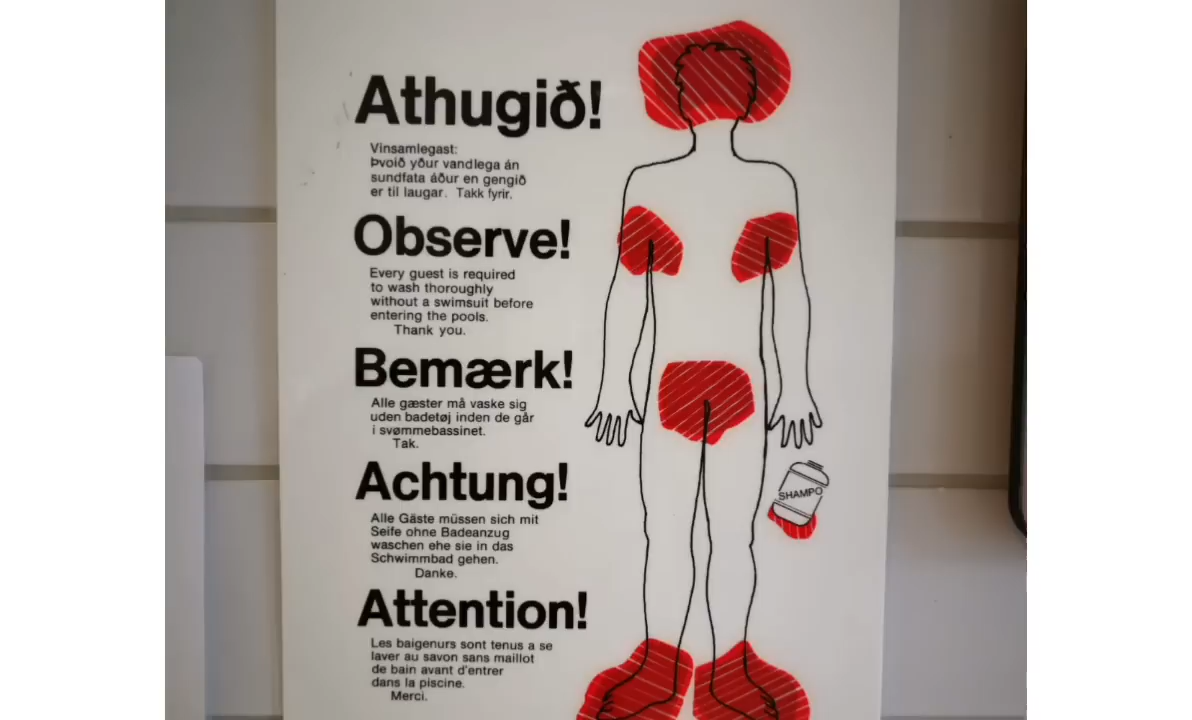 Athugið!
Vinsamlegast:
Þvoið yður vandlega án
sundfata áður en gengið
er til laugar. Takk fyrir.
Observe!
Every guest is required
to wash thoroughly
without a swimsuit before
entering the pools.
Thank you.
Bemærk!
Alle gæster må vaske sig
uden badetøj inden de går
i svømmebassinet.
Tak.
Achtung!
Alle Gäste müssen sich mit
Seife ohne Badeanzug
waschen ehe sie in das
Schwimmbad gehen.
Danke.
Attention!
Les baigenurs sont tenus a se
laver au savon sans maillot
de bain avant d'entrer
dans la piscine.
Merci.
SHAMPO